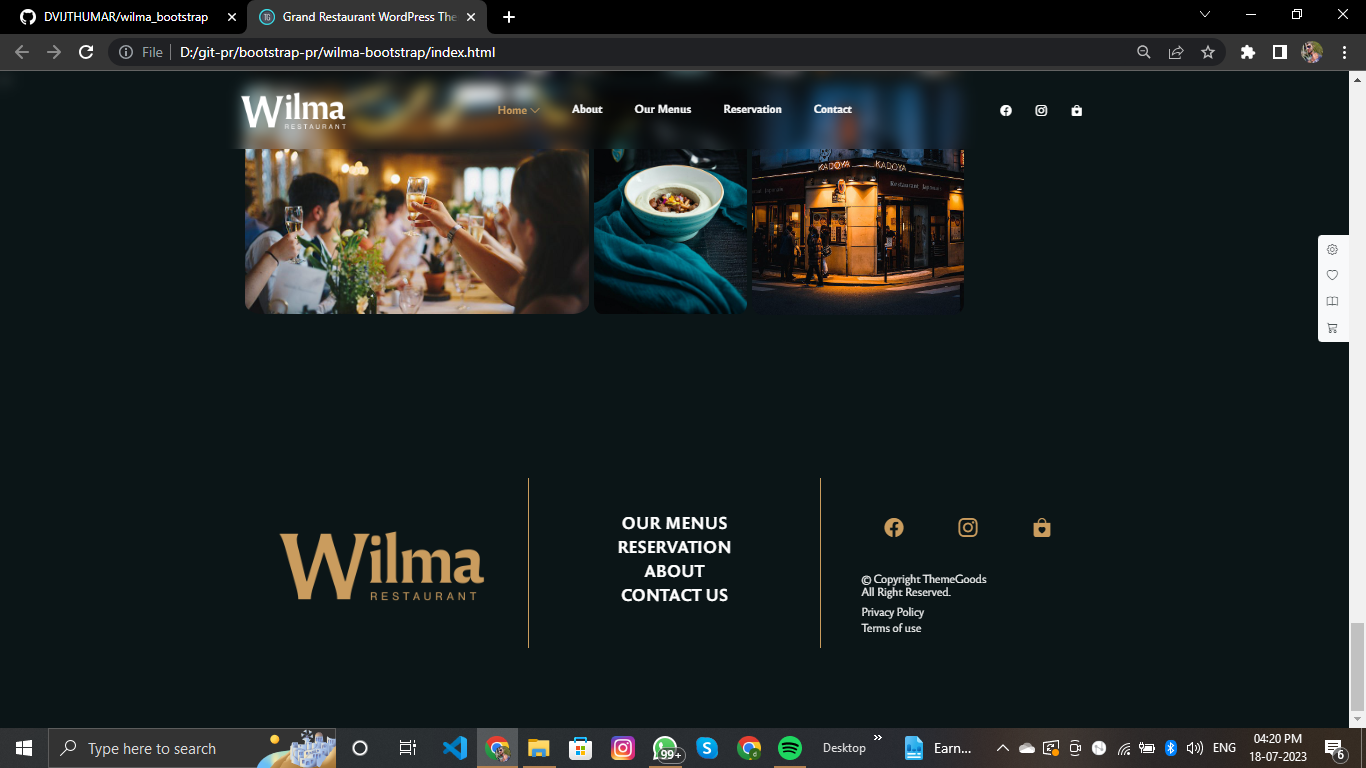 DVIJTHUMAR/wilma_bootstrap
Grand Restaurant WordPress The
File
D:/git-pr/bootstrap-pr/wilma-bootstrap/index.html
Wilma
RESTAURANT
Home
About
Our Menus
Reservation
Contact
KADOYA
KADOYA
Restaurant Japonais
Wilma
RESTAURANT
OUR MENUS
RESERVATION
ABOUT
CONTACT US
© Copyright ThemeGoods
All Right Reserved.
Privacy Policy
Terms of use
Type here to search
99+
Desktop
Earn...
ENG
04:20 PM
18-07-2023
6